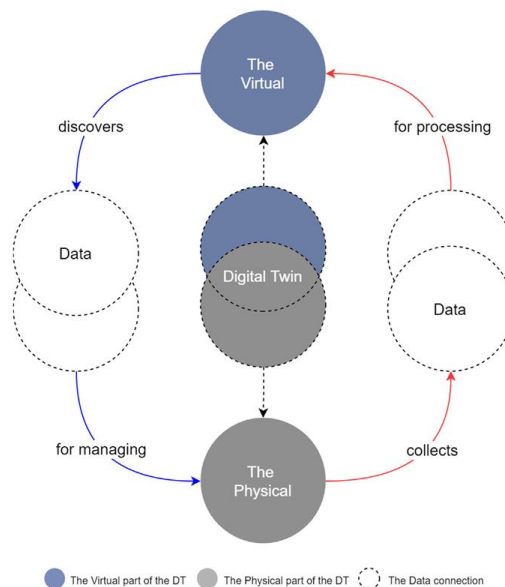 The
Virtual
discovers
for processing
Data
Digital Twin
Data
for managing
collects
The
Physical
The Virtual part of the DT
The Physical part of the DT
The Data connection